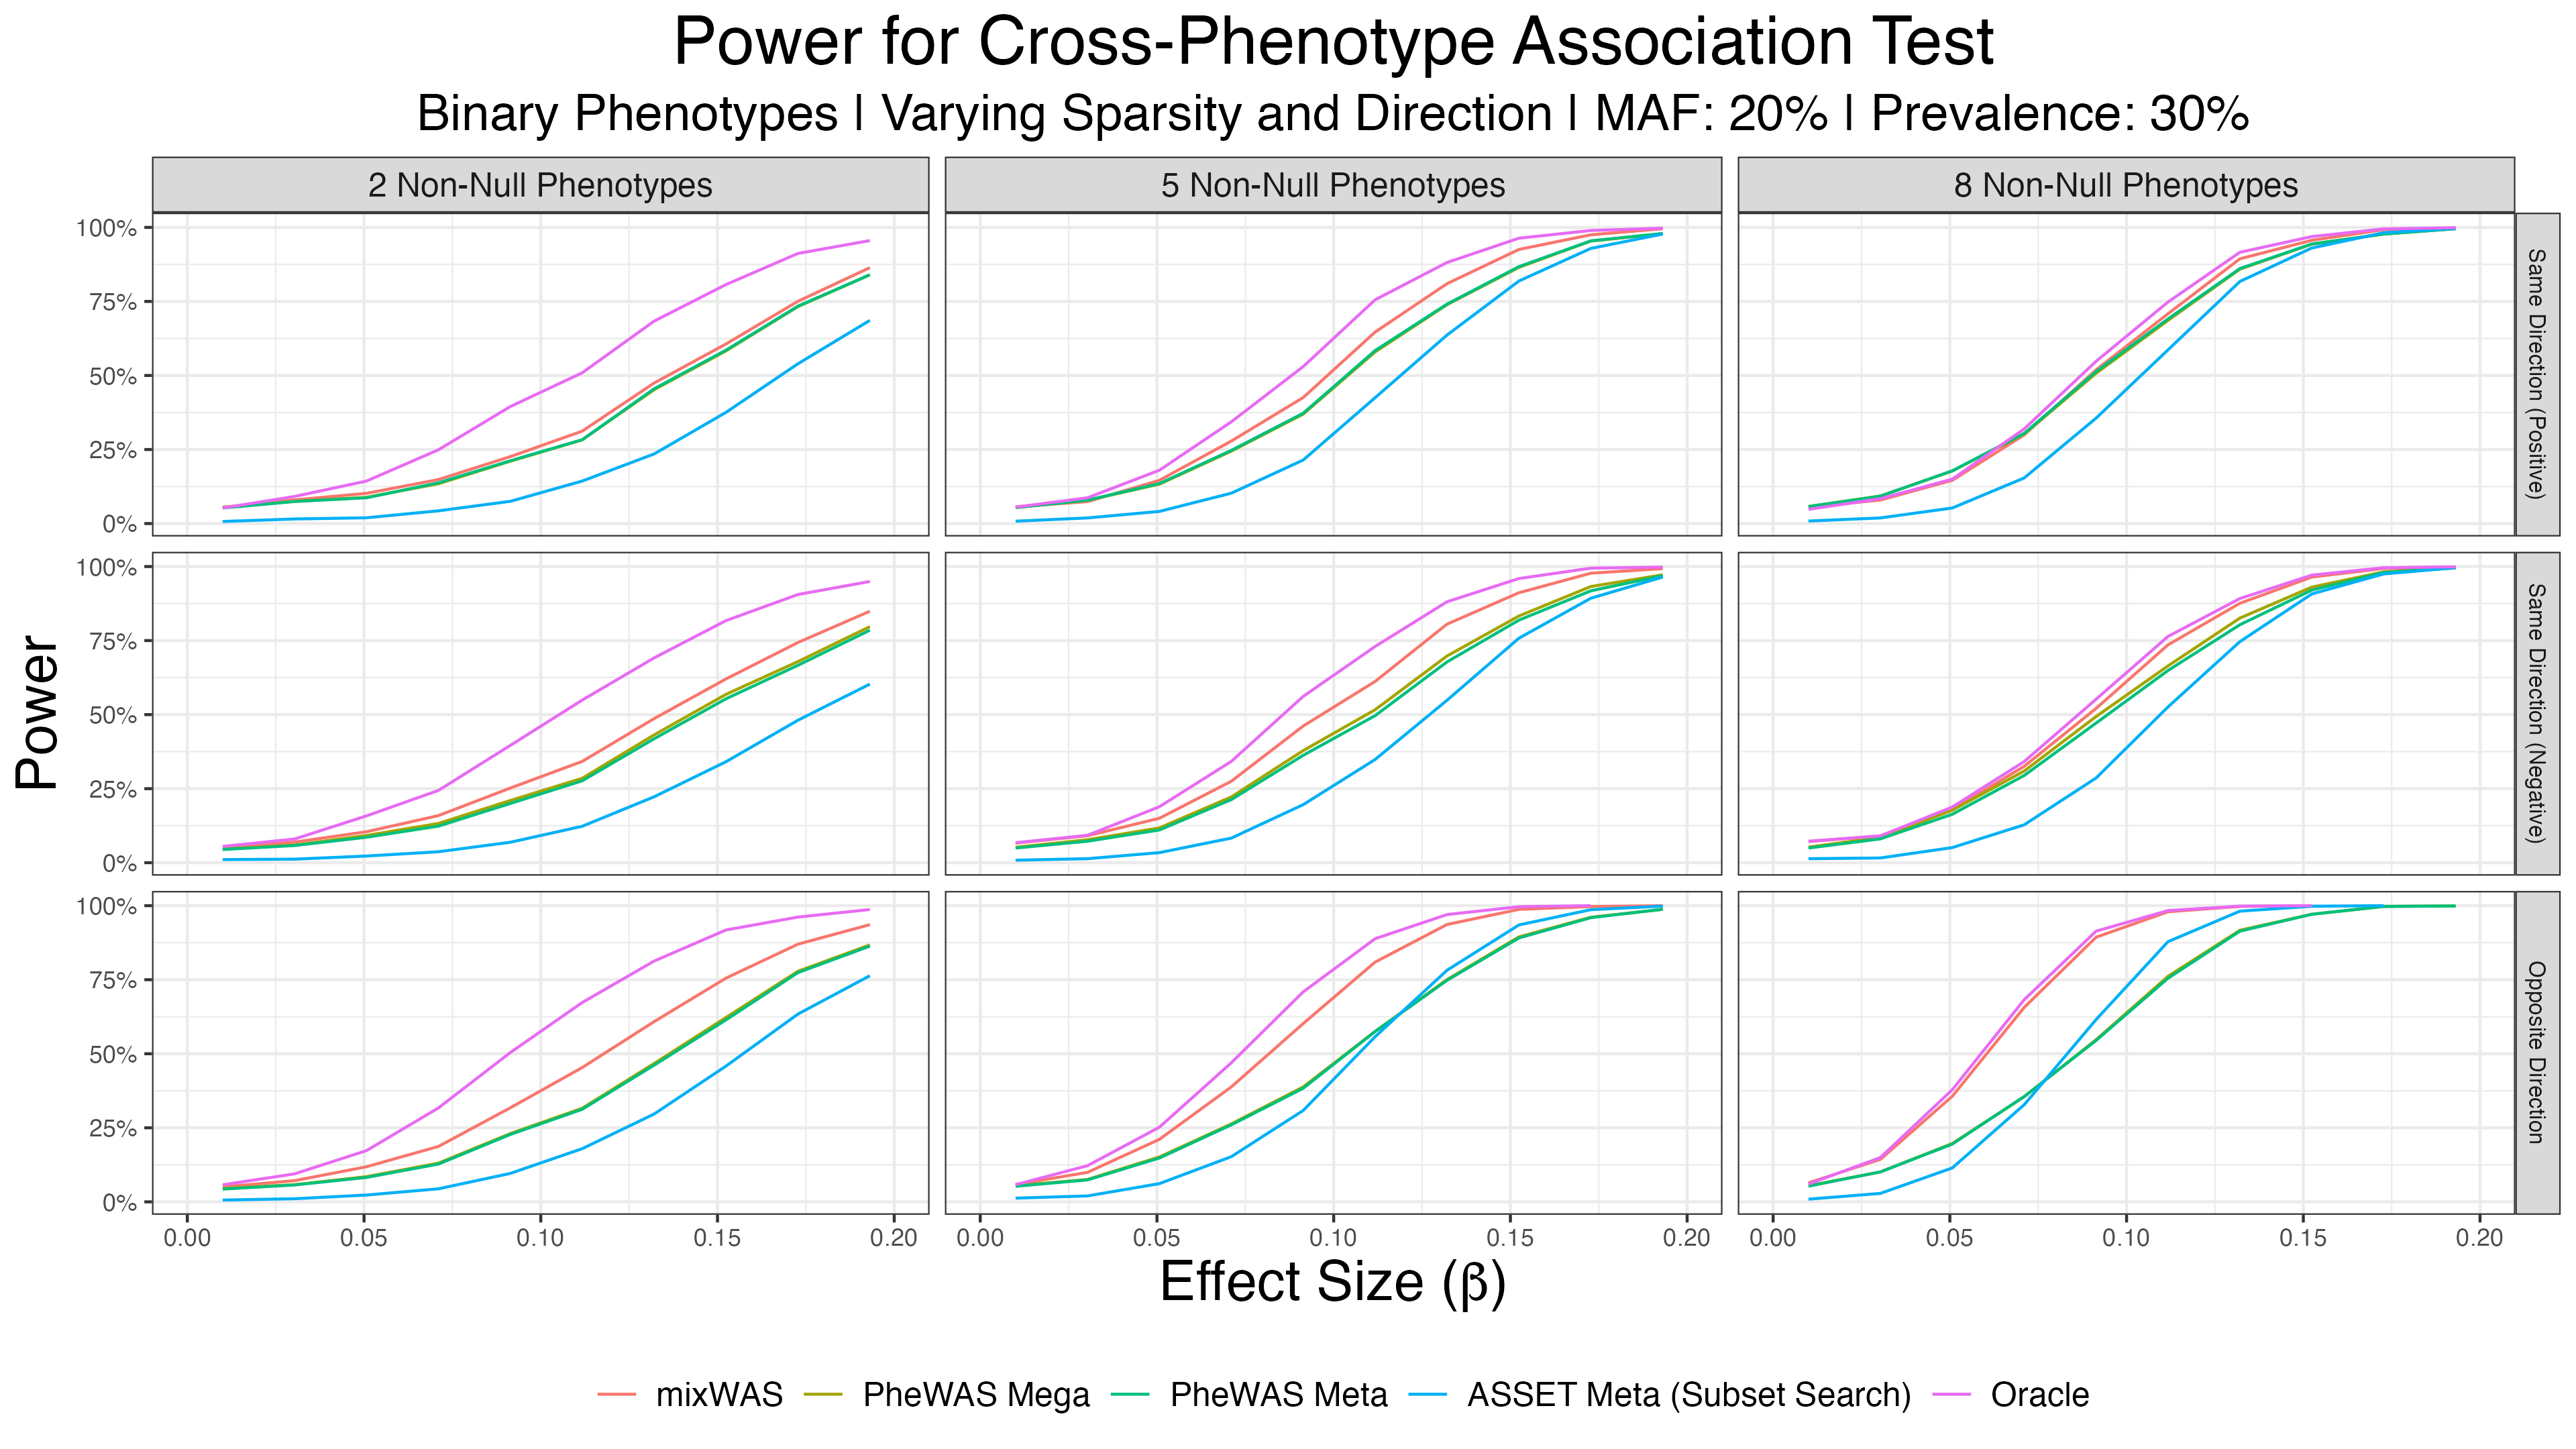 Power for Cross-Phenotype Association Test
Binary Phenotypes | Varying Sparsity and Direction | MAF: 20% | Prevalence: 30%
2 Non-Null Phenotypes
5 Non-Null Phenotypes
8 Non-Null Phenotypes
100%
75%
50%
25%
0%
Same Direction (Positive)
100%
75%
50%
25%
0%
Same Direction (Negative)
100%
75%
50%
25%
0%
Opposite Direction
Power
0.00 0.05 0.10 0.15 0.20
0.00 0.05 0.10 0.15 0.20
0.00 0.05 0.10 0.15 0.20
Effect Size (β)
mixWAS PheWAS Mega PheWAS Meta ASSET Meta (Subset Search) Oracle